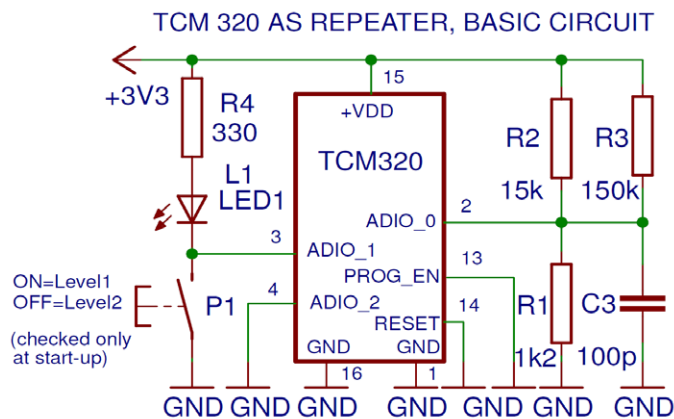 TCM 320 AS REPEATER, BASIC CIRCUIT
+3V3
R4
330
L1
LED1
15
+VDD
TCM320
R2
15k
R3
150k
ADIO_0
2
3
ADIO_1
PROG_EN
13
ON=Level1
OFF=Level2
(checked only
at start-up)
P1
4
ADIO_2
RESET
14
GND
GND
16
1
R1
1k2
C3
100p
GND
GND
GND
GND
GND
GND
GND
GND